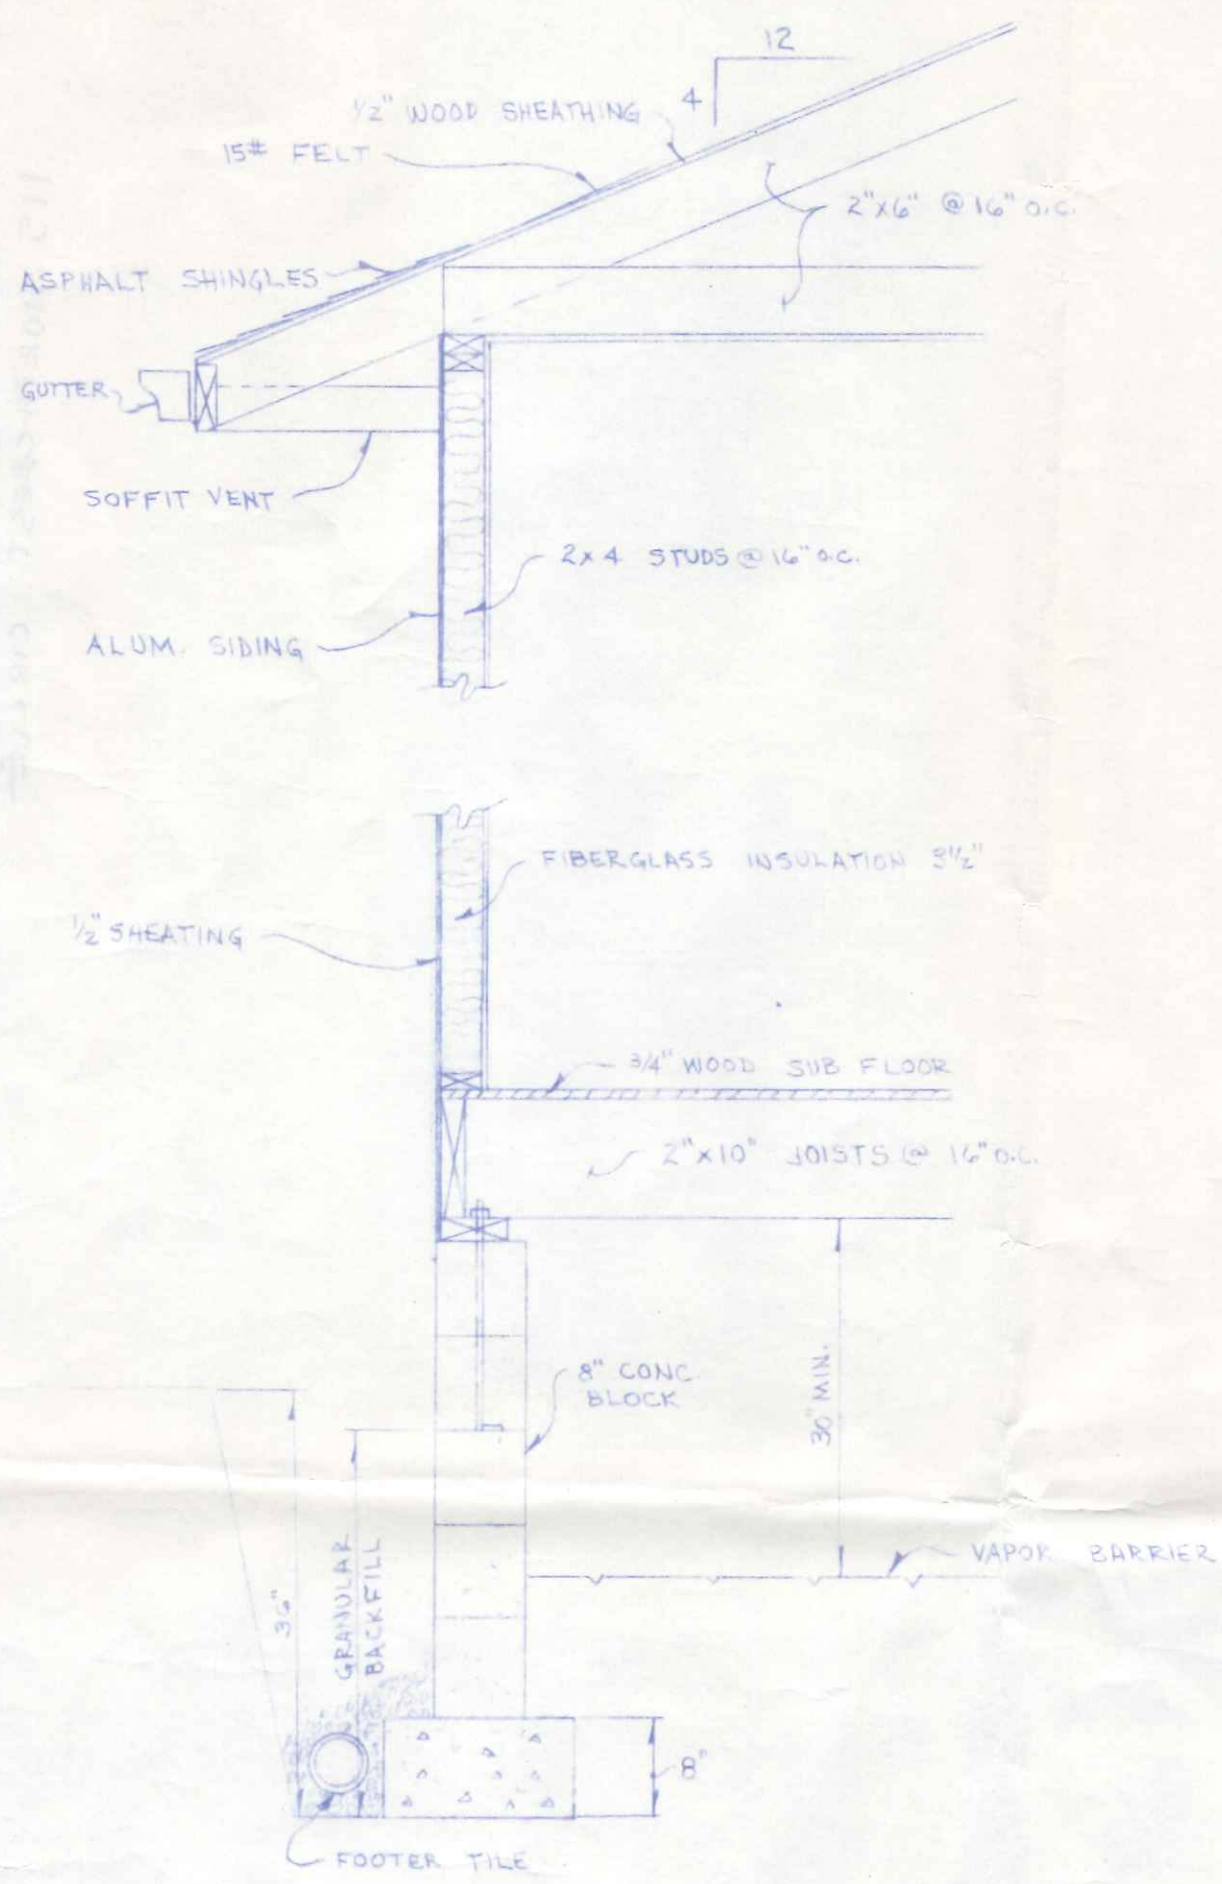 12
4
1/2" WOOD SHEATHING
15# FELT
2"X6" @ 16" O.C.
ASPHALT SHINGLES
GUTTER
SOFFIT VENT
2x4 STUDS @ 16" O.C.
ALUM. SIDING
FIBERGLASS INSULATION 3 1/2"
1/2" SHEATING
3/4" WOOD SUB FLOOR
2"X10" JOISTS @ 16" O.C.
8" CONC.
BLOCK
30" MIN.
VAPOR BARRIER
36"
GRANULAR
BACKFILL
8"
FOOTER TILE